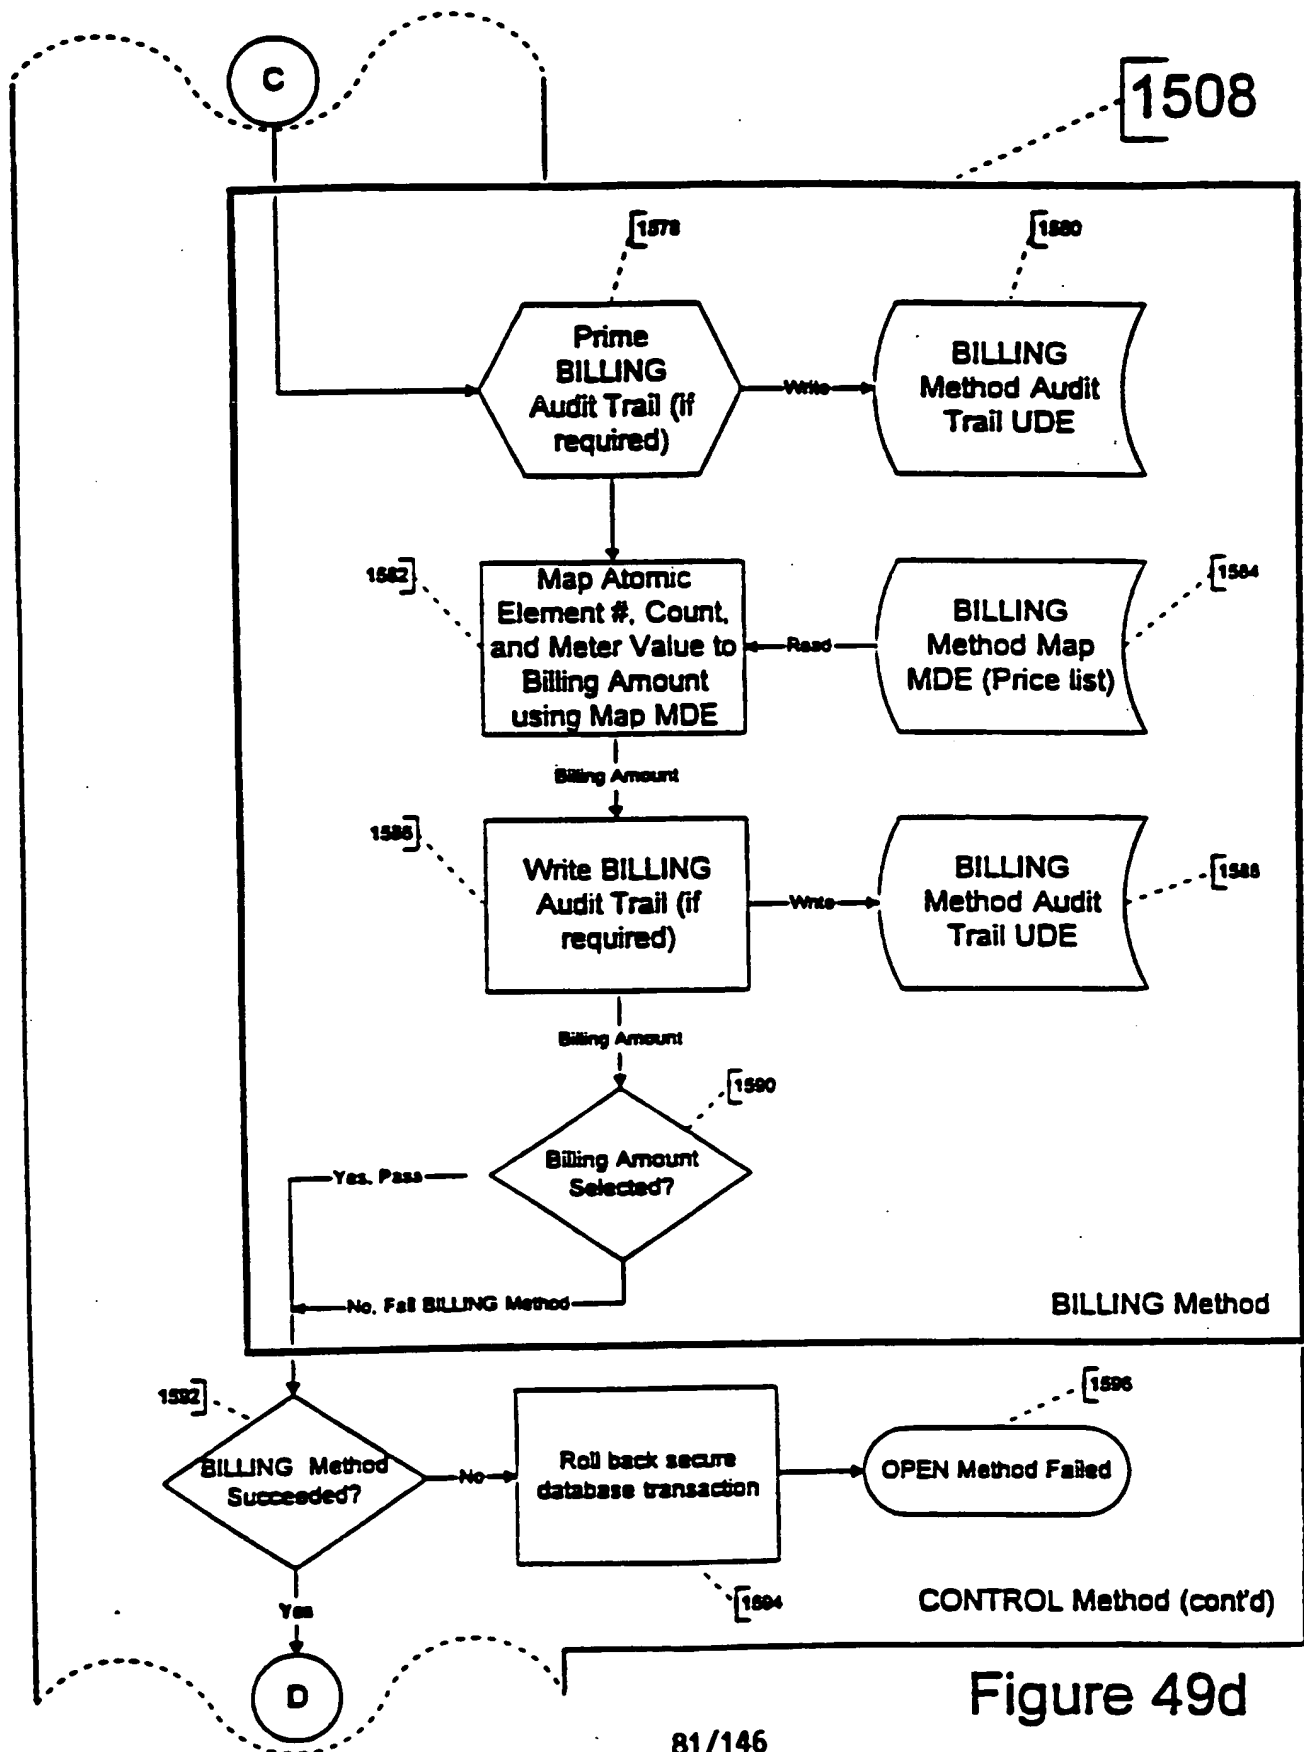 C
1508
1578
1580
Prime
BILLING
Audit Trail (if
required)
Write
BILLING
Method Audit
Trail UDE
1582
1584
Map Atomic
Element #, Count,
and Meter Value to
Billing Amount
using Map MDE
Read
BILLING
Method Map
MDE (Price list)
Billing Amount
1586
1588
Write BILLING
Audit Trail (if
required)
Write
BILLING
Method Audit
Trail UDE
Billing Amount
1590
Billing Amount
Selected?
Yes, Pass
No, Fail BILLING Method
BILLING Method
1592
1596
BILLING Method
Succeeded?
No
Roll back secure
database transaction
OPEN Method Failed
1594
Yes
CONTROL Method (cont'd)
D
Figure 49d
81/146